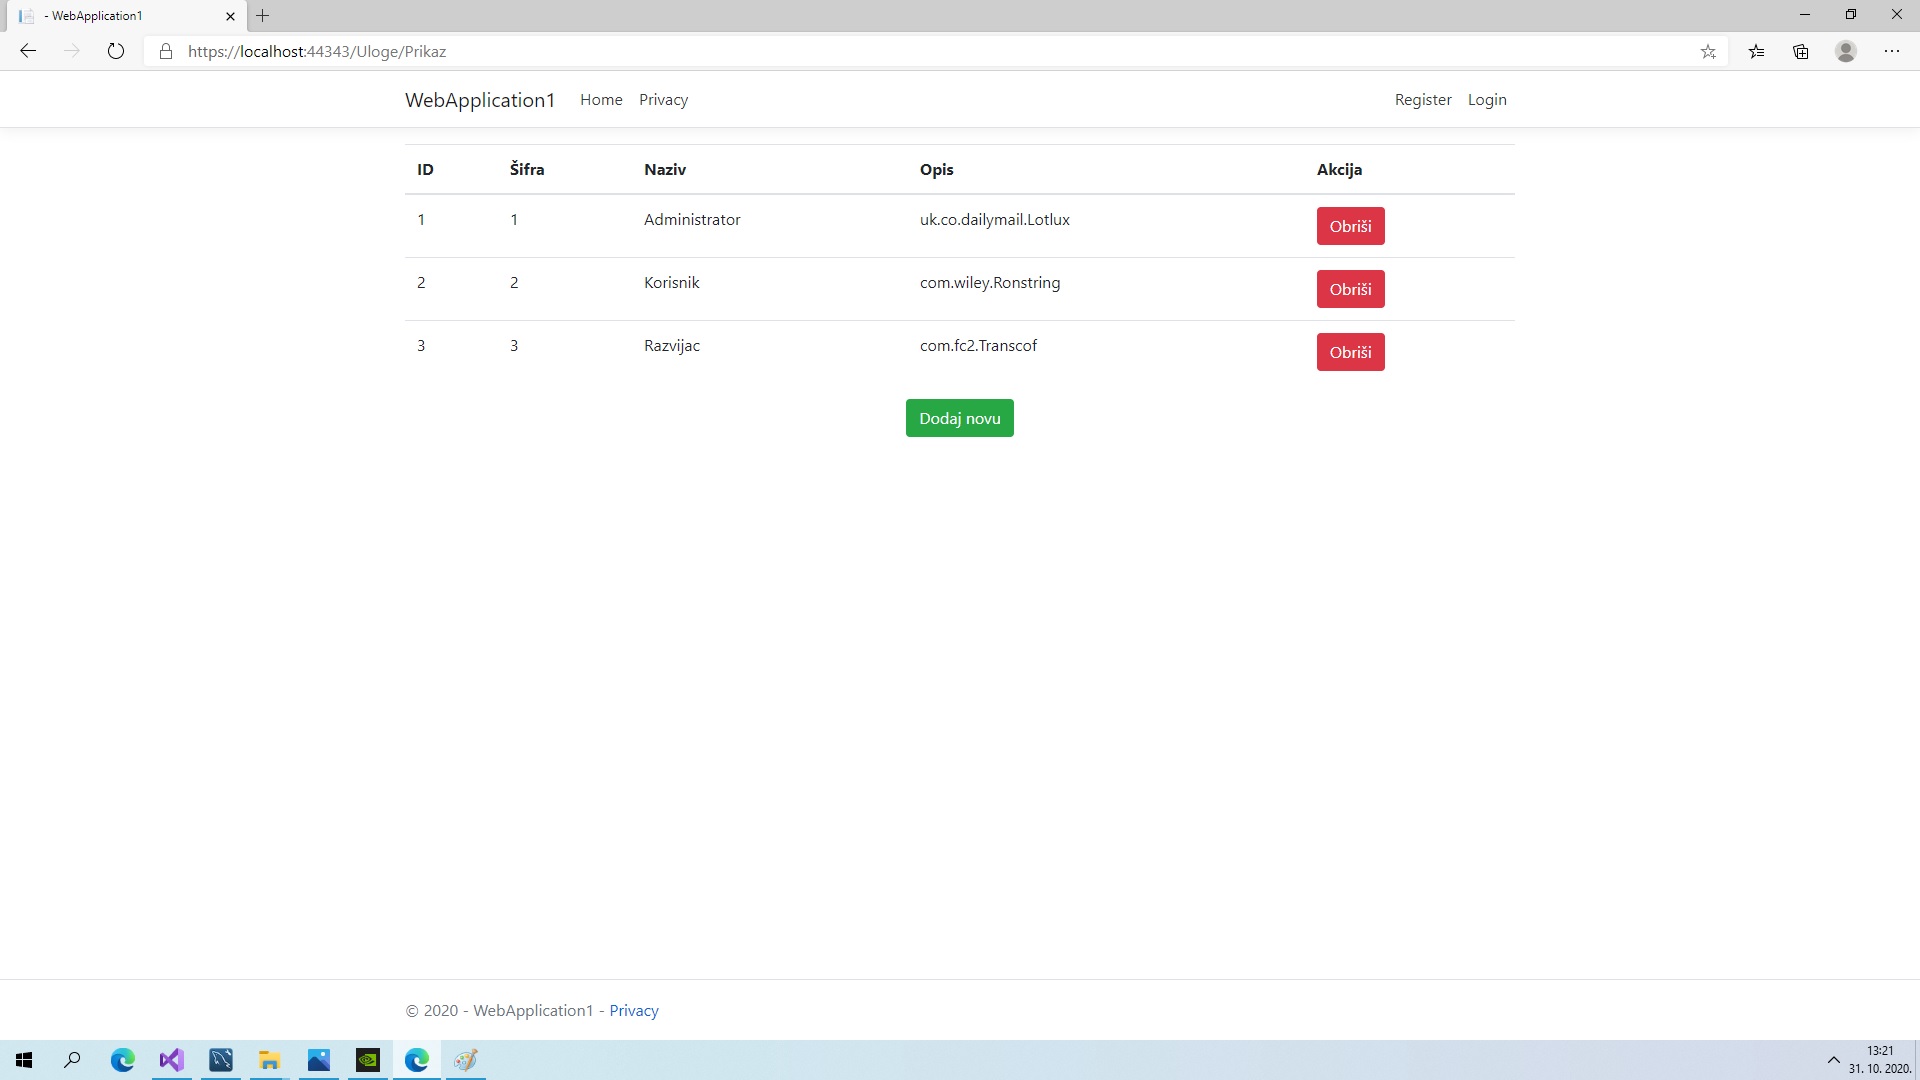 - WebApplication1
https://localhost:44343/Uloge/Prikaz
WebApplication1 Home Privacy Register Login
ID Šifra Naziv Opis Akcija
1 1 Administrator uk.co.dailymail.Lotlux Obriši
2 2 Korisnik com.wiley.Ronstring Obriši
3 3 Razvijac com.fc2.Transcof Obriši
Dodaj novu
© 2020 - WebApplication1 - Privacy
13:21
31. 10. 2020.